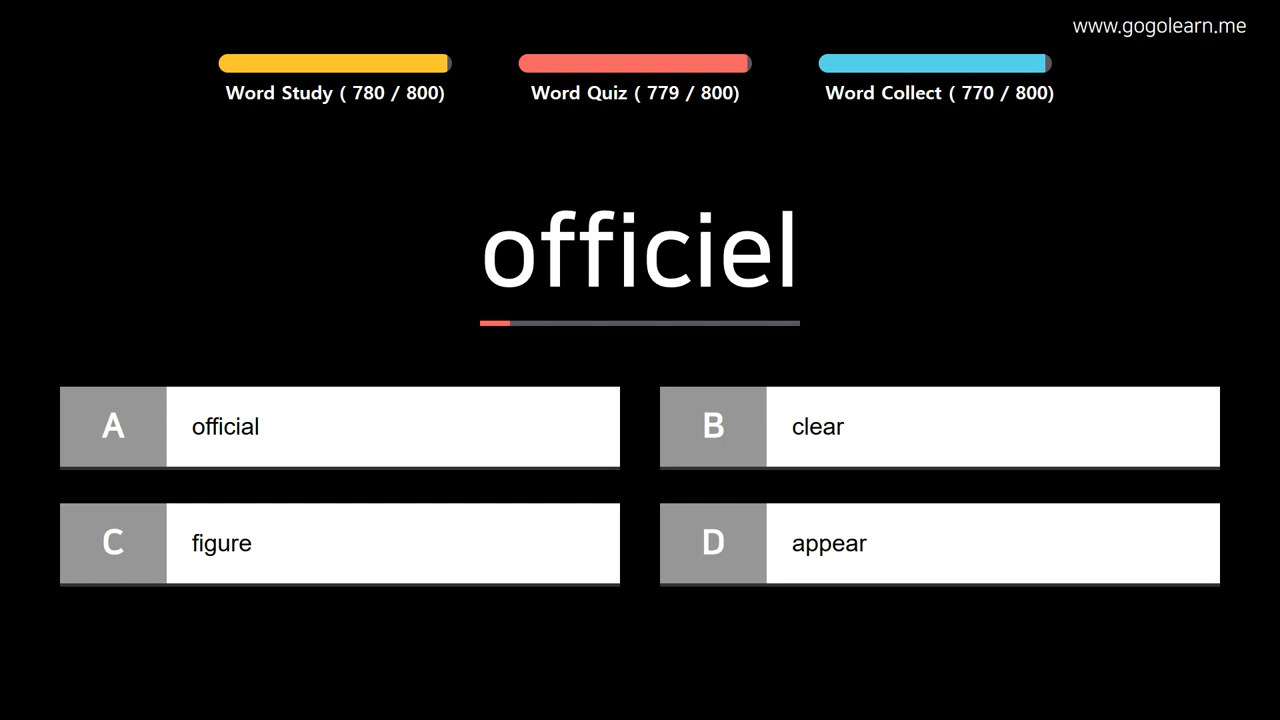 www.gogolearn.me
Word Study ( 780 / 800)
Word Quiz ( 779 / 800)
Word Collect ( 770 / 800)
officiel
A official
B clear
C figure
D appear